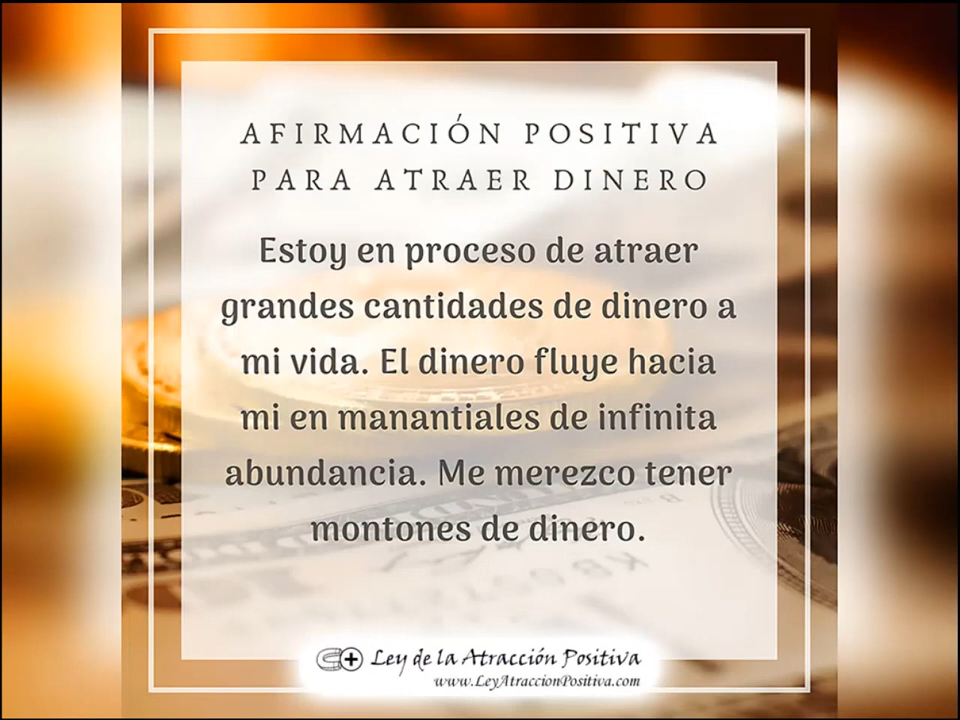 AFIRMACIÓN POSITIVA
PARA ATRAER DINERO
Estoy en proceso de atraer
grandes cantidades de dinero a
mi vida. El dinero fluye hacia
mi en manantiales de infinita
abundancia. Me merezco tener
montones de dinero.
Ley de la Atracción Positiva
www.LeyAtraccionPositiva.com